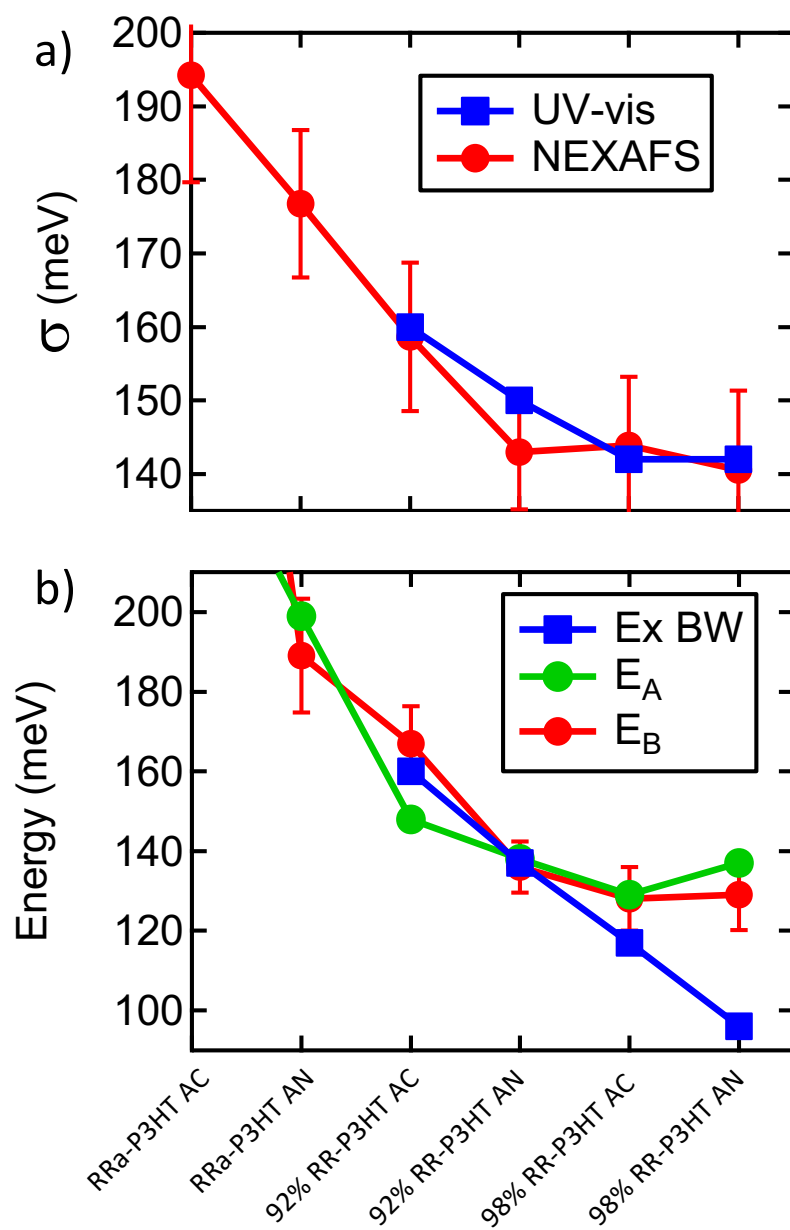 a)
200
190
180
170
160
150
140
σ (meV)
UV-vis
NEXAFS
b)
200
180
160
140
120
100
Energy (meV)
Ex BW
E_A
E_B
RRa-P3HT AC
RRa-P3HT AN
92% RR-P3HT AC
92% RR-P3HT AN
98% RR-P3HT AC
98% RR-P3HT AN